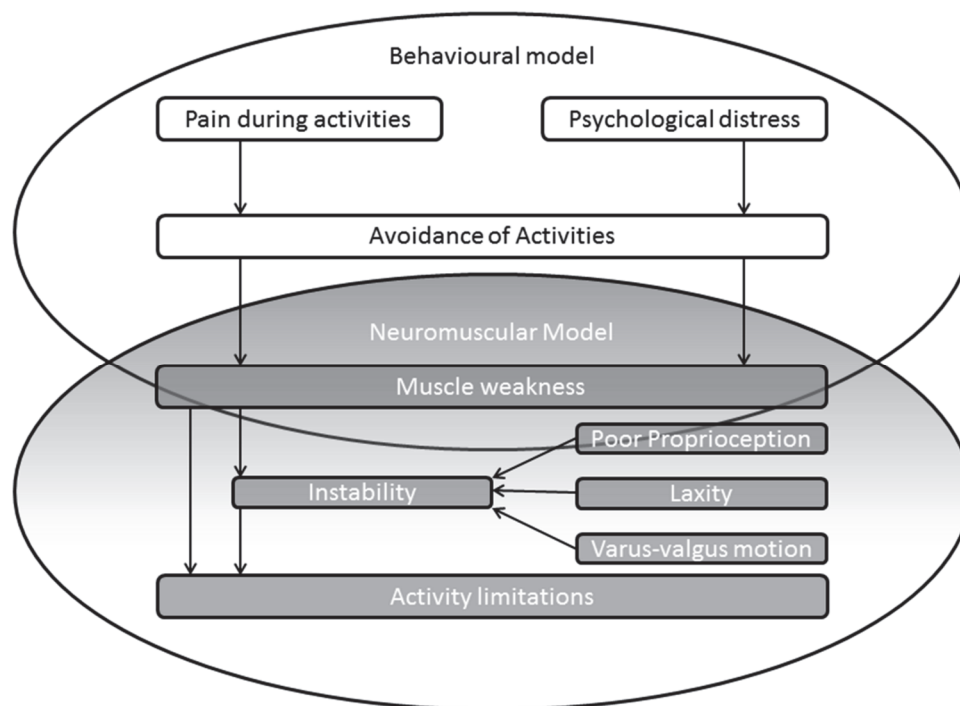 Behavioural model
Pain during activities
Psychological distress
Avoidance of Activities
Neuromuscular Model
Muscle weakness
Poor Proprioception
Instability
Laxity
Varus-valgus motion
Activity limitations